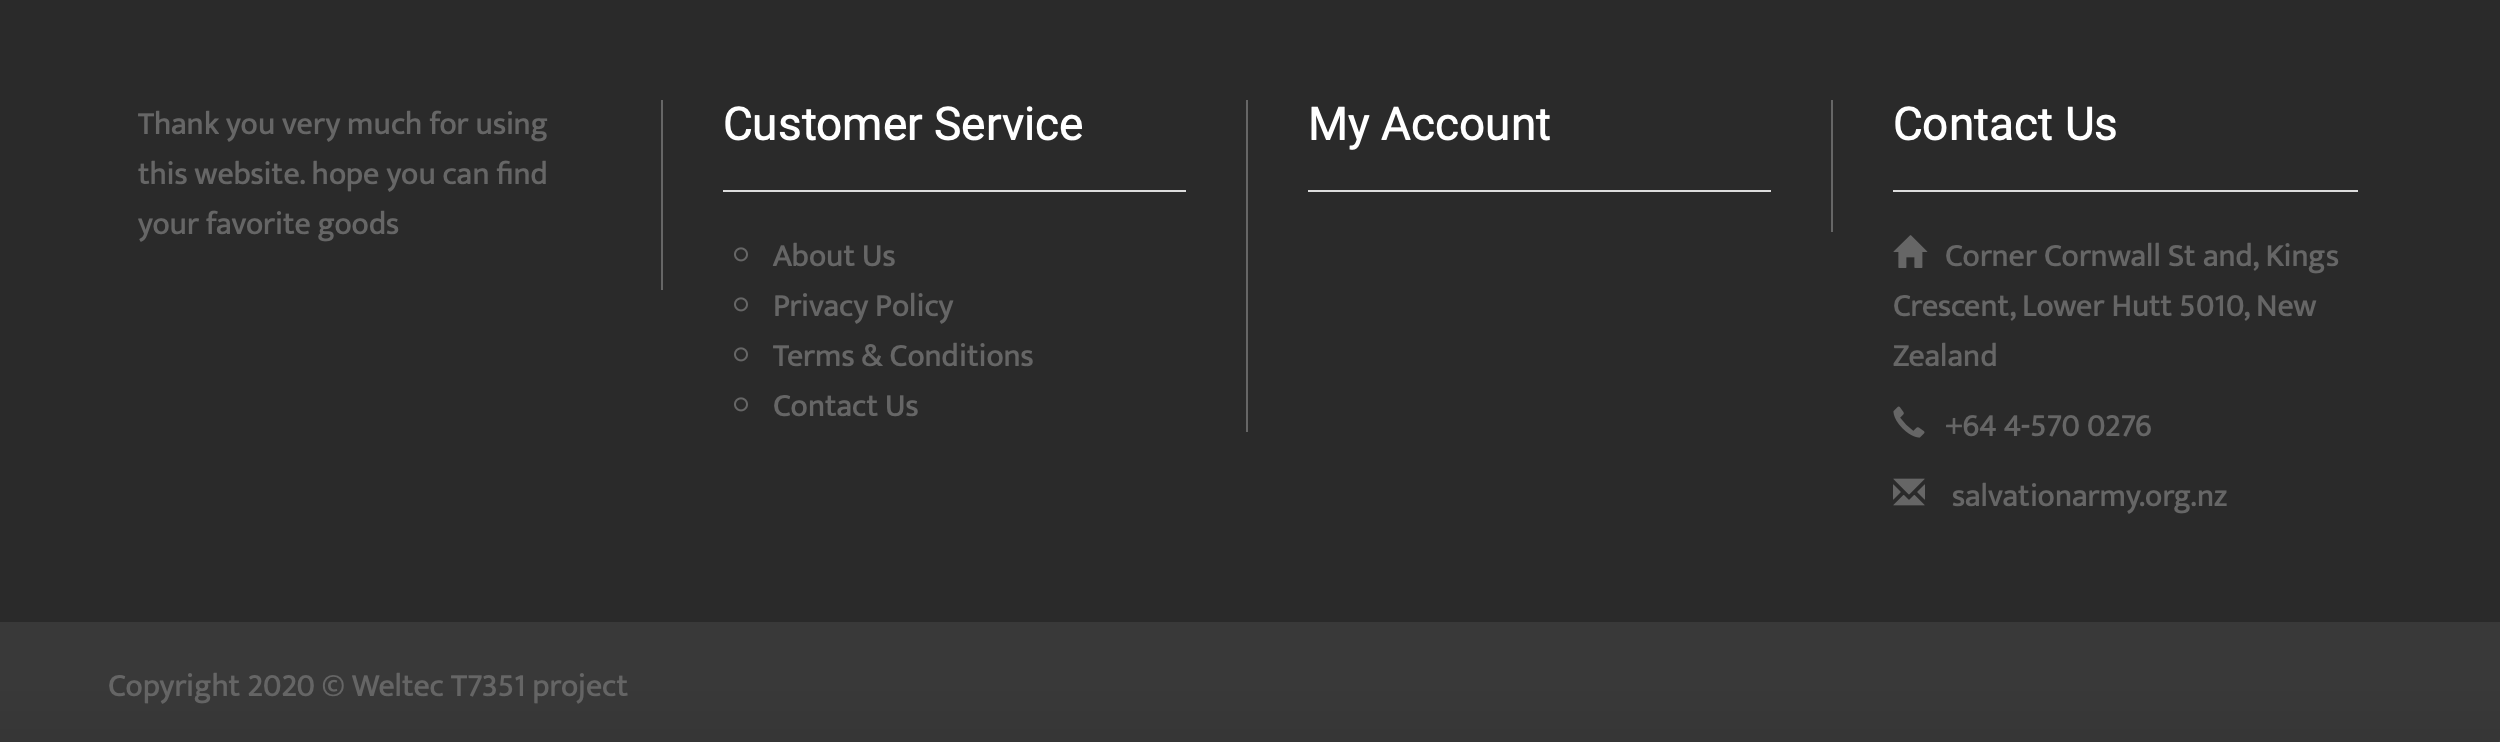 Thank you very much for using
this website. hope you can find
your favorite goods
Customer Service
About Us
Privacy Policy
Terms & Conditions
Contact Us
My Account
Contact Us
Corner Cornwall St and, Kings
Crescent, Lower Hutt 5010, New
Zealand
+64 4-570 0276
salvationarmy.org.nz
Copyright 2020 © Weltec T7351 project